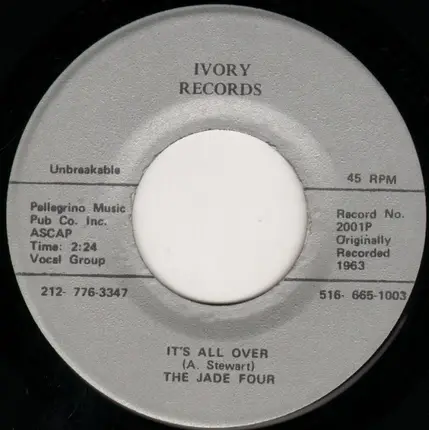 IVORY
RECORDS
Unbreakable
45 RPM
Pellegrino Music
Pub Co. Inc.
ASCAP
Time: 2:24
Vocal Group
Record No.
2001P
Originally
Recorded
1963
212- 776-3347
516- 665-1003
IT'S ALL OVER
(A. Stewart)
THE JADE FOUR